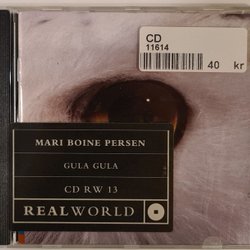 CD
11614
40 kr
MARI BOINE PERSEN
GULA GULA
CD RW 13
REALWORLD